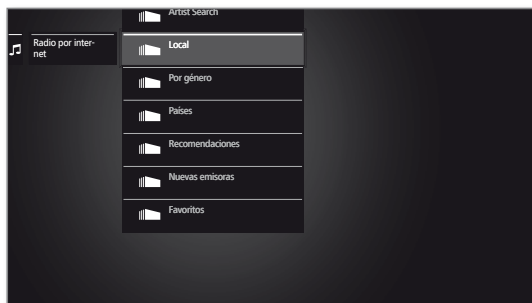 Artist Search
Radio por inter-
net
Local
Por género
Países
Recomendaciones
Nuevas emisoras
Favoritos